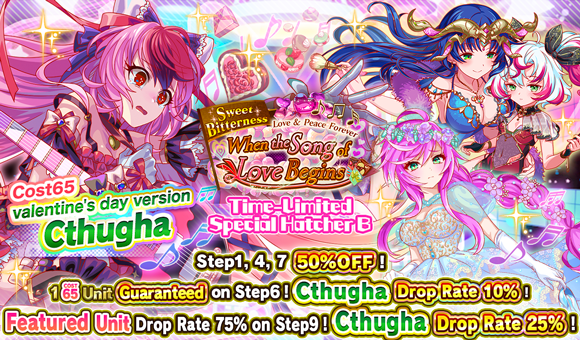 Sweet
Bitterness
Love & Peace Forever
When the Song of
Love Begins
Cost65
valentine's day version
Cthugha
Time-Limited
Special Hatcher B
Step1, 4, 7 50%OFF !
1 COST 65 Unit Guaranteed on Step6 ! Cthugha Drop Rate 10% !
Featured Unit Drop Rate 75% on Step9 ! Cthugha Drop Rate 25% !